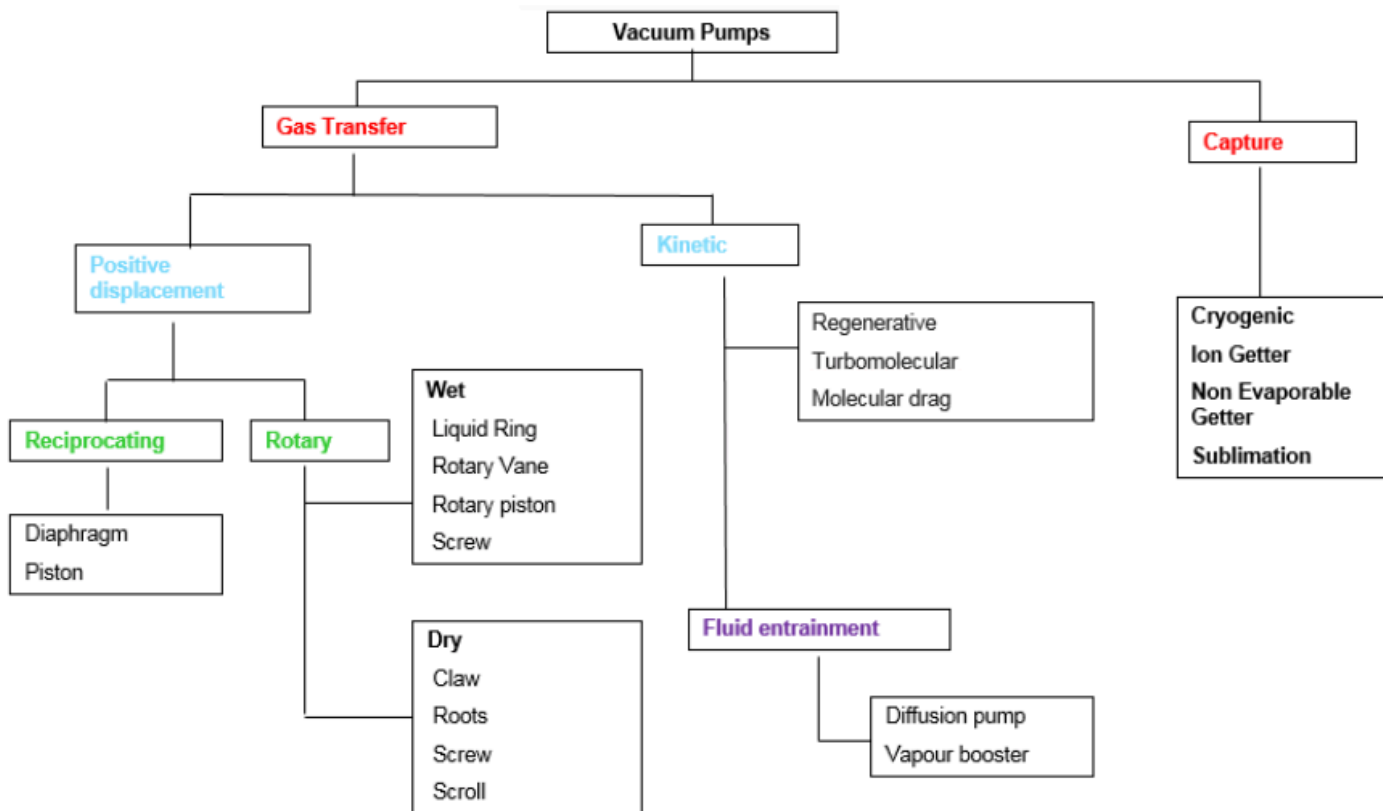 Vacuum Pumps
Gas Transfer
Capture
Positive
displacement
Kinetic
Reciprocating
Rotary
Diaphragm
Piston
Wet
Liquid Ring
Rotary Vane
Rotary piston
Screw
Dry
Claw
Roots
Screw
Scroll
Regenerative
Turbomolecular
Molecular drag
Fluid entrainment
Diffusion pump
Vapour booster
Cryogenic
Ion Getter
Non Evaporable
Getter
Sublimation